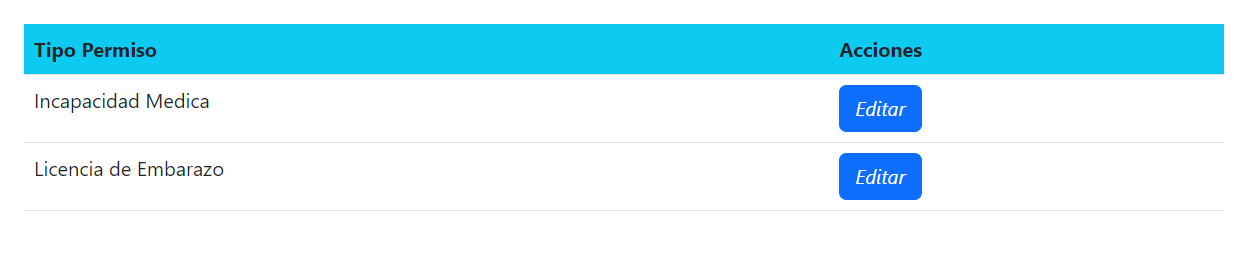 Tipo Permiso Acciones
Incapacidad Medica Editar
Licencia de Embarazo Editar